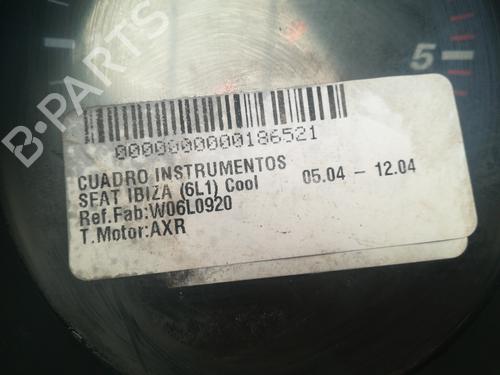 B-PARTS
5
0000000000186521
CUADRO INSTRUMENTOS
SEAT IBIZA (6L1) Cool 05.04 - 12.04
Ref.Fab:W06L0920
T.Motor:AXR